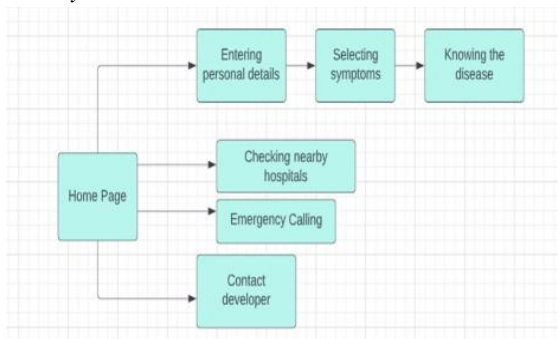 Entering
personal details
Selecting
symptoms
Knowing the
disease
Checking nearby
hospitals
Home Page
Emergency Calling
Contact
developer